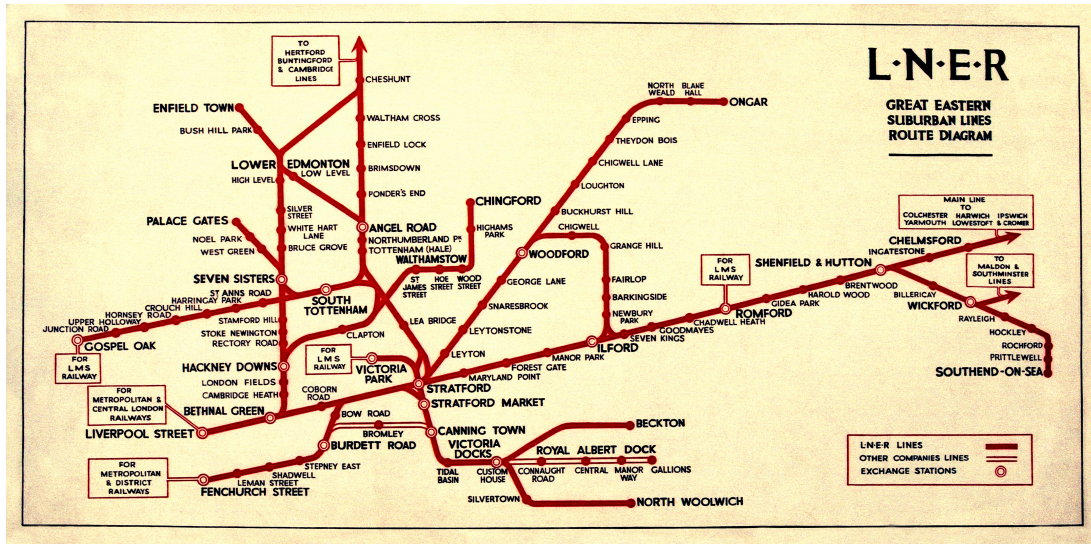 L·N·E·R
GREAT EASTERN
SUBURBAN LINES
ROUTE DIAGRAM
TO
HERTFORD
BUNTINGFORD
& CAMBRIDGE
LINES
CHESHUNT
WALTHAM CROSS
ENFIELD LOCK
BRIMSDOWN
PONDER'S END
ANGEL ROAD
NORTHUMBERLAND Pᴷ
TOTTENHAM (HALE)
ENFIELD TOWN
BUSH HILL PARK
LOWER EDMONTON
HIGH LEVEL
LOW LEVEL
SILVER
STREET
WHITE HART
LANE
BRUCE GROVE
PALACE GATES
NOEL PARK
WEST GREEN
SEVEN SISTERS
ST ANNS ROAD
HARRINGAY PARK
CROUCH HILL
HORNSEY ROAD
UPPER HOLLOWAY
JUNCTION ROAD
GOSPEL OAK
FOR
LMS
RAILWAY
SOUTH
TOTTENHAM
STAMFORD HILL
STOKE NEWINGTON
RECTORY ROAD
HACKNEY DOWNS
LONDON FIELDS
CAMBRIDGE HEATH
BETHNAL GREEN
LIVERPOOL STREET
FOR
METROPOLITAN &
CENTRAL LONDON
RAILWAYS
CLAPTON
CHINGFORD
HIGHAMS
PARK
WALTHAMSTOW
ST
JAMES
STREET
HOE
STREET
WOOD
STREET
LEA BRIDGE
FOR
LMS
RAILWAY
VICTORIA
PARK
COBORN
ROAD
STRATFORD
STRATFORD MARKET
BOW ROAD
BROMLEY
BURDETT ROAD
STEPNEY EAST
SHADWELL
LEMAN STREET
FENCHURCH STREET
FOR
METROPOLITAN
& DISTRICT
RAILWAYS
CANNING TOWN
TIDAL
BASIN
VICTORIA
DOCKS
CUSTOM
HOUSE
BECKTON
ROYAL ALBERT DOCK
CONNAUGHT
ROAD
CENTRAL
MANOR
WAY
GALLIONS
SILVERTOWN
NORTH WOOLWICH
NORTH
WEALD
BLANE
HALL
ONGAR
EPPING
THEYDON BOIS
CHIGWELL LANE
LOUGHTON
BUCKHURST HILL
WOODFORD
GEORGE LANE
SNARESBROOK
LEYTONSTONE
LEYTON
CHIGWELL
GRANGE HILL
FAIRLOP
BARKINGSIDE
NEWBURY
PARK
MARYLAND POINT
FOREST GATE
MANOR PARK
ILFORD
SEVEN KINGS
GOODMAYES
CHADWELL HEATH
FOR
LMS
RAILWAY
ROMFORD
GIDEA PARK
HAROLD WOOD
BRENTWOOD
SHENFIELD & HUTTON
INGATESTONE
CHELMSFORD
MAIN LINE
TO
COLCHESTER HARWICH IPSWICH
YARMOUTH LOWESTOFT & CROMER
TO
MALDON &
SOUTHMINSTER
LINES
BILLERICAY
WICKFORD
RAYLEIGH
HOCKLEY
ROCHFORD
PRITTLEWELL
SOUTHEND-ON-SEA
L·N·E·R LINES
OTHER COMPANIES LINES
EXCHANGE STATIONS